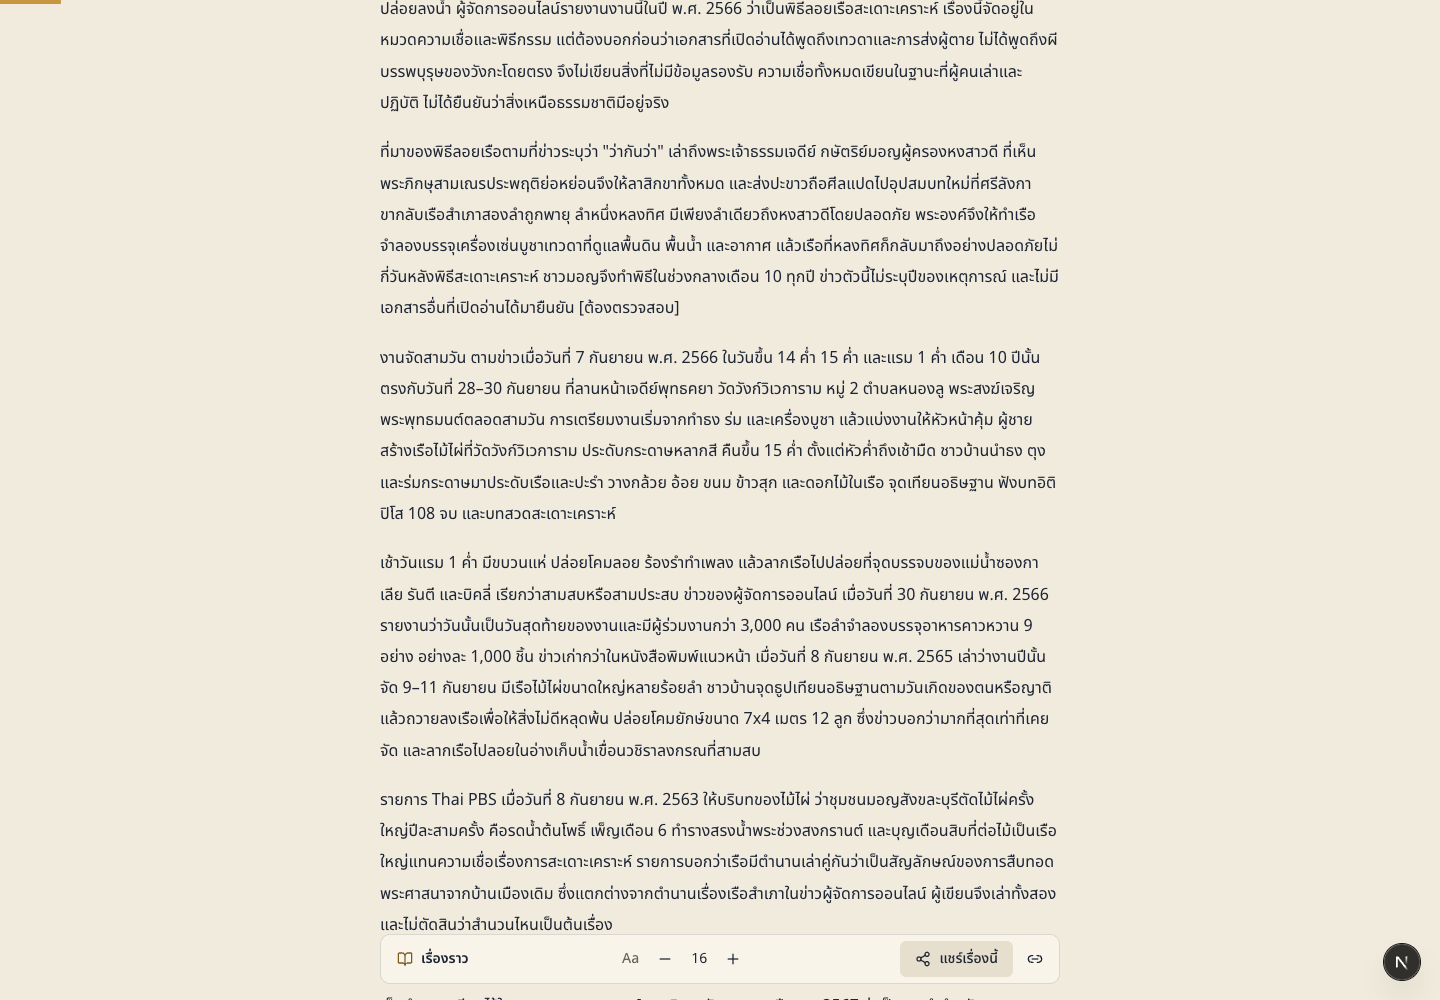 ปล่อยลงน้ำ ผู้จัดการออนไลน์รายงานงานนี้ในปี พ.ศ. 2566 ว่าเป็นพิธีลอยเรือสะเดาะเคราะห์ เรื่องนี้จัดอยู่ใน
หมวดความเชื่อและพิธีกรรม แต่ต้องบอกก่อนว่าเอกสารที่เปิดอ่านได้พูดถึงเทวดาและการส่งผู้ตาย ไม่ได้พูดถึงผี
บรรพบุรุษของวังกะโดยตรง จึงไม่เขียนสิ่งที่ไม่มีข้อมูลรองรับ ความเชื่อทั้งหมดเขียนในฐานะที่ผู้คนเล่าและ
ปฏิบัติ ไม่ได้ยืนยันว่าสิ่งเหนือธรรมชาติมีอยู่จริง
ที่มาของพิธีลอยเรือตามที่ข่าวระบุว่า "ว่ากันว่า" เล่าถึงพระเจ้าธรรมเจดีย์ กษัตริย์มอญผู้ครองหงสาวดี ที่เห็น
พระภิกษุสามเณรประพฤติย่อหย่อนจึงให้ลาสิกขาทั้งหมด และส่งปะขาวถือศีลแปดไปอุปสมบทใหม่ที่ศรีลังกา
ขากลับเรือสำเภาสองลำถูกพายุ ลำหนึ่งหลงทิศ มีเพียงลำเดียวถึงหงสาวดีโดยปลอดภัย พระองค์จึงให้ทำเรือ
จำลองบรรจุเครื่องเซ่นบูชาเทวดาที่ดูแลพื้นดิน พื้นน้ำ และอากาศ แล้วเรือที่หลงทิศก็กลับมาถึงอย่างปลอดภัยไม่
กี่วันหลังพิธีสะเดาะเคราะห์ ชาวมอญจึงทำพิธีในช่วงกลางเดือน 10 ทุกปี ข่าวตัวนี้ไม่ระบุปีของเหตุการณ์ และไม่มี
เอกสารอื่นที่เปิดอ่านได้มายืนยัน [ต้องตรวจสอบ]
งานจัดสามวัน ตามข่าวเมื่อวันที่ 7 กันยายน พ.ศ. 2566 ในวันขึ้น 14 ค่ำ 15 ค่ำ และแรม 1 ค่ำ เดือน 10 ปีนั้น
ตรงกับวันที่ 28–30 กันยายน ที่ลานหน้าเจดีย์พุทธคยา วัดวังก์วิเวการาม หมู่ 2 ตำบลหนองลู พระสงฆ์เจริญ
พระพุทธมนต์ตลอดสามวัน การเตรียมงานเริ่มจากทำธง ร่ม และเครื่องบูชา แล้วแบ่งงานให้หัวหน้าคุ้ม ผู้ชาย
สร้างเรือไม้ไผ่ที่วัดวังก์วิเวการาม ประดับกระดาษหลากสี คืนขึ้น 15 ค่ำ ตั้งแต่หัวค่ำถึงเช้ามืด ชาวบ้านนำธง ตุง
และร่มกระดาษมาประดับเรือและปะรำ วางกล้วย อ้อย ขนม ข้าวสุก และดอกไม้ในเรือ จุดเทียนอธิษฐาน ฟังบทอิติ
ปิโส 108 จบ และบทสวดสะเดาะเคราะห์
เช้าวันแรม 1 ค่ำ มีขบวนแห่ ปล่อยโคมลอย ร้องรำทำเพลง แล้วลากเรือไปปล่อยที่จุดบรรจบของแม่น้ำซองกา
เลีย รันตี และบิคลี่ เรียกว่าสามสบหรือสามประสบ ข่าวของผู้จัดการออนไลน์ เมื่อวันที่ 30 กันยายน พ.ศ. 2566
รายงานว่าวันนั้นเป็นวันสุดท้ายของงานและมีผู้ร่วมงานกว่า 3,000 คน เรือลำจำลองบรรจุอาหารคาวหวาน 9
อย่าง อย่างละ 1,000 ชิ้น ข่าวเก่ากว่าในหนังสือพิมพ์แนวหน้า เมื่อวันที่ 8 กันยายน พ.ศ. 2565 เล่าว่างานปีนั้น
จัด 9–11 กันยายน มีเรือไม้ไผ่ขนาดใหญ่หลายร้อยลำ ชาวบ้านจุดธูปเทียนอธิษฐานตามวันเกิดของตนหรือญาติ
แล้วถวายลงเรือเพื่อให้สิ่งไม่ดีหลุดพ้น ปล่อยโคมยักษ์ขนาด 7x4 เมตร 12 ลูก ซึ่งข่าวบอกว่ามากที่สุดเท่าที่เคย
จัด และลากเรือไปลอยในอ่างเก็บน้ำเขื่อนวชิราลงกรณที่สามสบ
รายการ Thai PBS เมื่อวันที่ 8 กันยายน พ.ศ. 2563 ให้บริบทของไม้ไผ่ ว่าชุมชนมอญสังขละบุรีตัดไม้ไผ่ครั้ง
ใหญ่ปีละสามครั้ง คือรดน้ำต้นโพธิ์ เพ็ญเดือน 6 ทำรางสรงน้ำพระช่วงสงกรานต์ และบุญเดือนสิบที่ต่อไม้เป็นเรือ
ใหญ่แทนความเชื่อเรื่องการสะเดาะเคราะห์ รายการบอกว่าเรือมีตำนานเล่าคู่กันว่าเป็นสัญลักษณ์ของการสืบทอด
พระศาสนาจากบ้านเมืองเดิม ซึ่งแตกต่างจากตำนานเรื่องเรือสำเภาในข่าวผู้จัดการออนไลน์ ผู้เขียนจึงเล่าทั้งสอง
และไม่ตัดสินว่าสำนวนไหนเป็นต้นเรื่อง
เรื่องราว
Aa − 16 +
แชร์เรื่องนี้